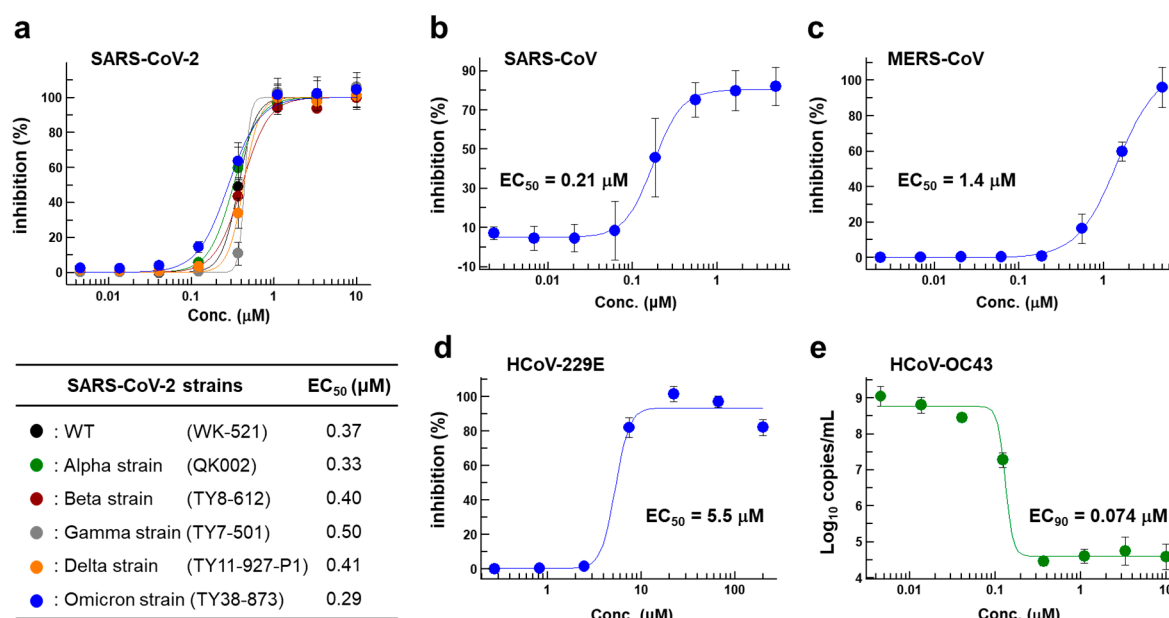 a
SARS-CoV-2
inhibition (%)
100
80
60
40
20
0
0.01 0.1 1 10
Conc. (μM)
b
SARS-CoV
inhibition (%)
90
70
50
30
10
-10
EC50 = 0.21 μM
0.01 0.1 1
Conc. (μM)
c
MERS-CoV
inhibition (%)
100
80
60
40
20
0
EC50 = 1.4 μM
0.01 0.1 1
Conc. (μM)
SARS-CoV-2 strains EC50 (μM)
: WT (WK-521) 0.37
: Alpha strain (QK002) 0.33
: Beta strain (TY8-612) 0.40
: Gamma strain (TY7-501) 0.50
: Delta strain (TY11-927-P1) 0.41
: Omicron strain (TY38-873) 0.29
d
HCoV-229E
inhibition (%)
100
80
60
40
20
0
EC50 = 5.5 μM
1 10 100
Conc. (μM)
e
HCoV-OC43
Log10 copies/mL
9
8
7
6
5
4
EC90 = 0.074 μM
0.01 0.1 1 10
Conc. (μM)